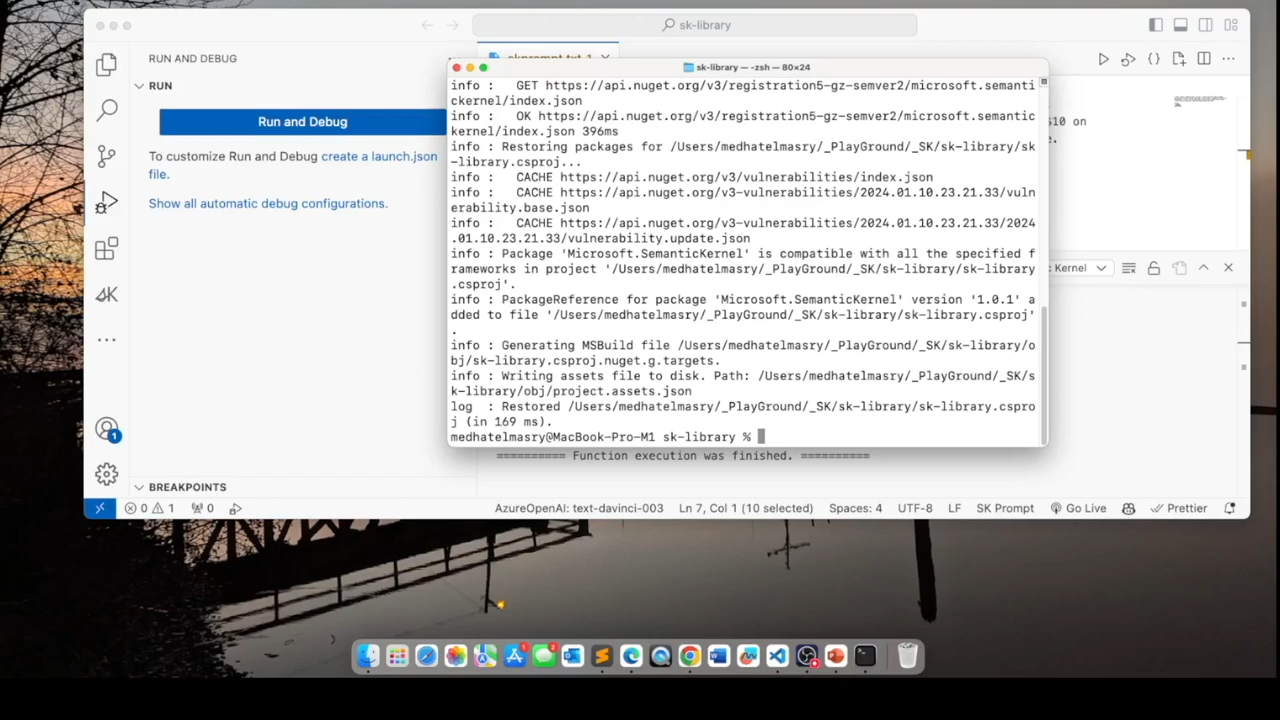 sk-library
RUN AND DEBUG
RUN
Run and Debug
To customize Run and Debug create a launch.json
file.
Show all automatic debug configurations.
1
BREAKPOINTS
skprompt.txt 1
$10 on
sk-library — -zsh — 80×24
info :   GET https://api.nuget.org/v3/registration5-gz-semver2/microsoft.semanti
ckernel/index.json
info :   OK https://api.nuget.org/v3/registration5-gz-semver2/microsoft.semantic
kernel/index.json 396ms
info : Restoring packages for /Users/medhatelmasry/_PlayGround/_SK/sk-library/sk
-library.csproj...
info :   CACHE https://api.nuget.org/v3/vulnerabilities/index.json
info :   CACHE https://api.nuget.org/v3-vulnerabilities/2024.01.10.23.21.33/vuln
erability.base.json
info :   CACHE https://api.nuget.org/v3-vulnerabilities/2024.01.10.23.21.33/2024
.01.10.23.21.33/vulnerability.update.json
info : Package 'Microsoft.SemanticKernel' is compatible with all the specified f
rameworks in project '/Users/medhatelmasry/_PlayGround/_SK/sk-library/sk-library
.csproj'.
info : PackageReference for package 'Microsoft.SemanticKernel' version '1.0.1' a
dded to file '/Users/medhatelmasry/_PlayGround/_SK/sk-library/sk-library.csproj'
.
info : Generating MSBuild file /Users/medhatelmasry/_PlayGround/_SK/sk-library/o
bj/sk-library.csproj.nuget.g.targets.
info : Writing assets file to disk. Path: /Users/medhatelmasry/_PlayGround/_SK/s
k-library/obj/project.assets.json
log  : Restored /Users/medhatelmasry/_PlayGround/_SK/sk-library/sk-library.cspro
j (in 169 ms).
medhatelmasry@MacBook-Pro-M1 sk-library %
c Kernel
========== Function execution was finished. ==========
0 1 0 AzureOpenAI: text-davinci-003 Ln 7, Col 1 (10 selected) Spaces: 4 UTF-8 LF SK Prompt Go Live Prettier